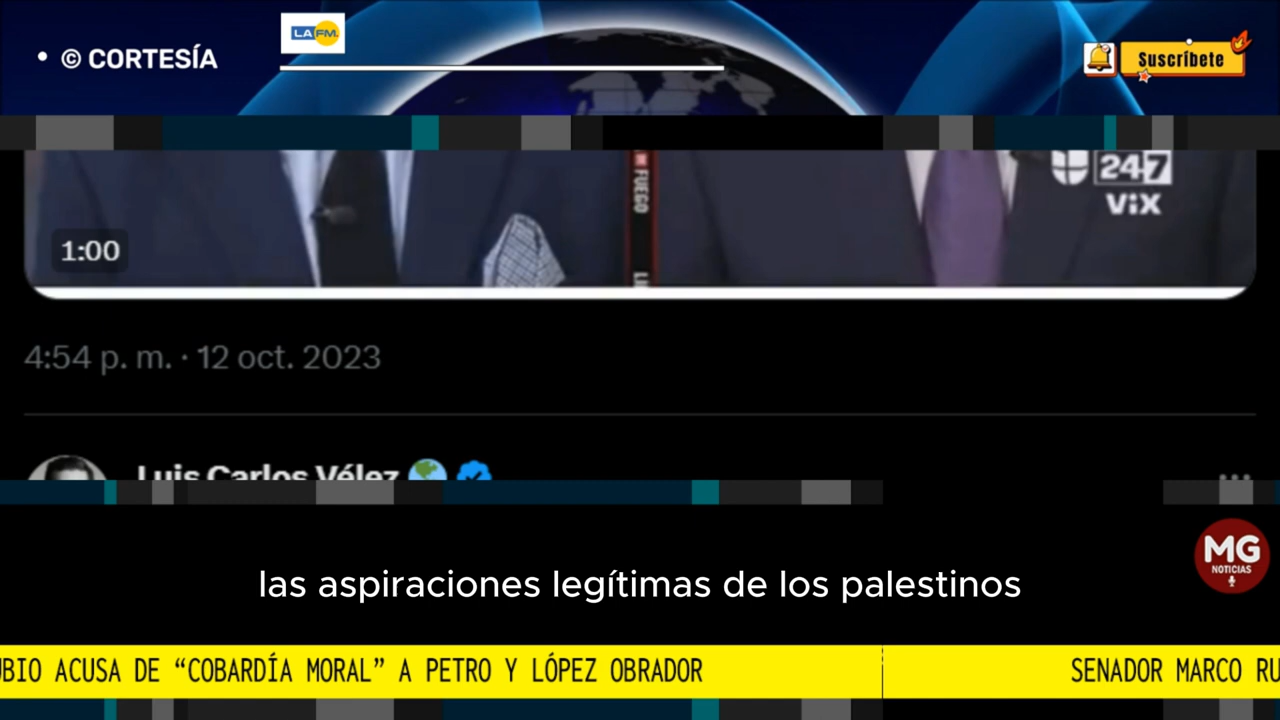 • © CORTESÍA
LA FM.
Suscríbete
FUEGO
24/7
ViX
1:00
4:54 p. m. · 12 oct. 2023
Luis Carlos Vélez
MG
NOTICIAS
las aspiraciones legítimas de los palestinos
UBIO ACUSA DE “COBARDÍA MORAL” A PETRO Y LÓPEZ OBRADOR
SENADOR MARCO RU